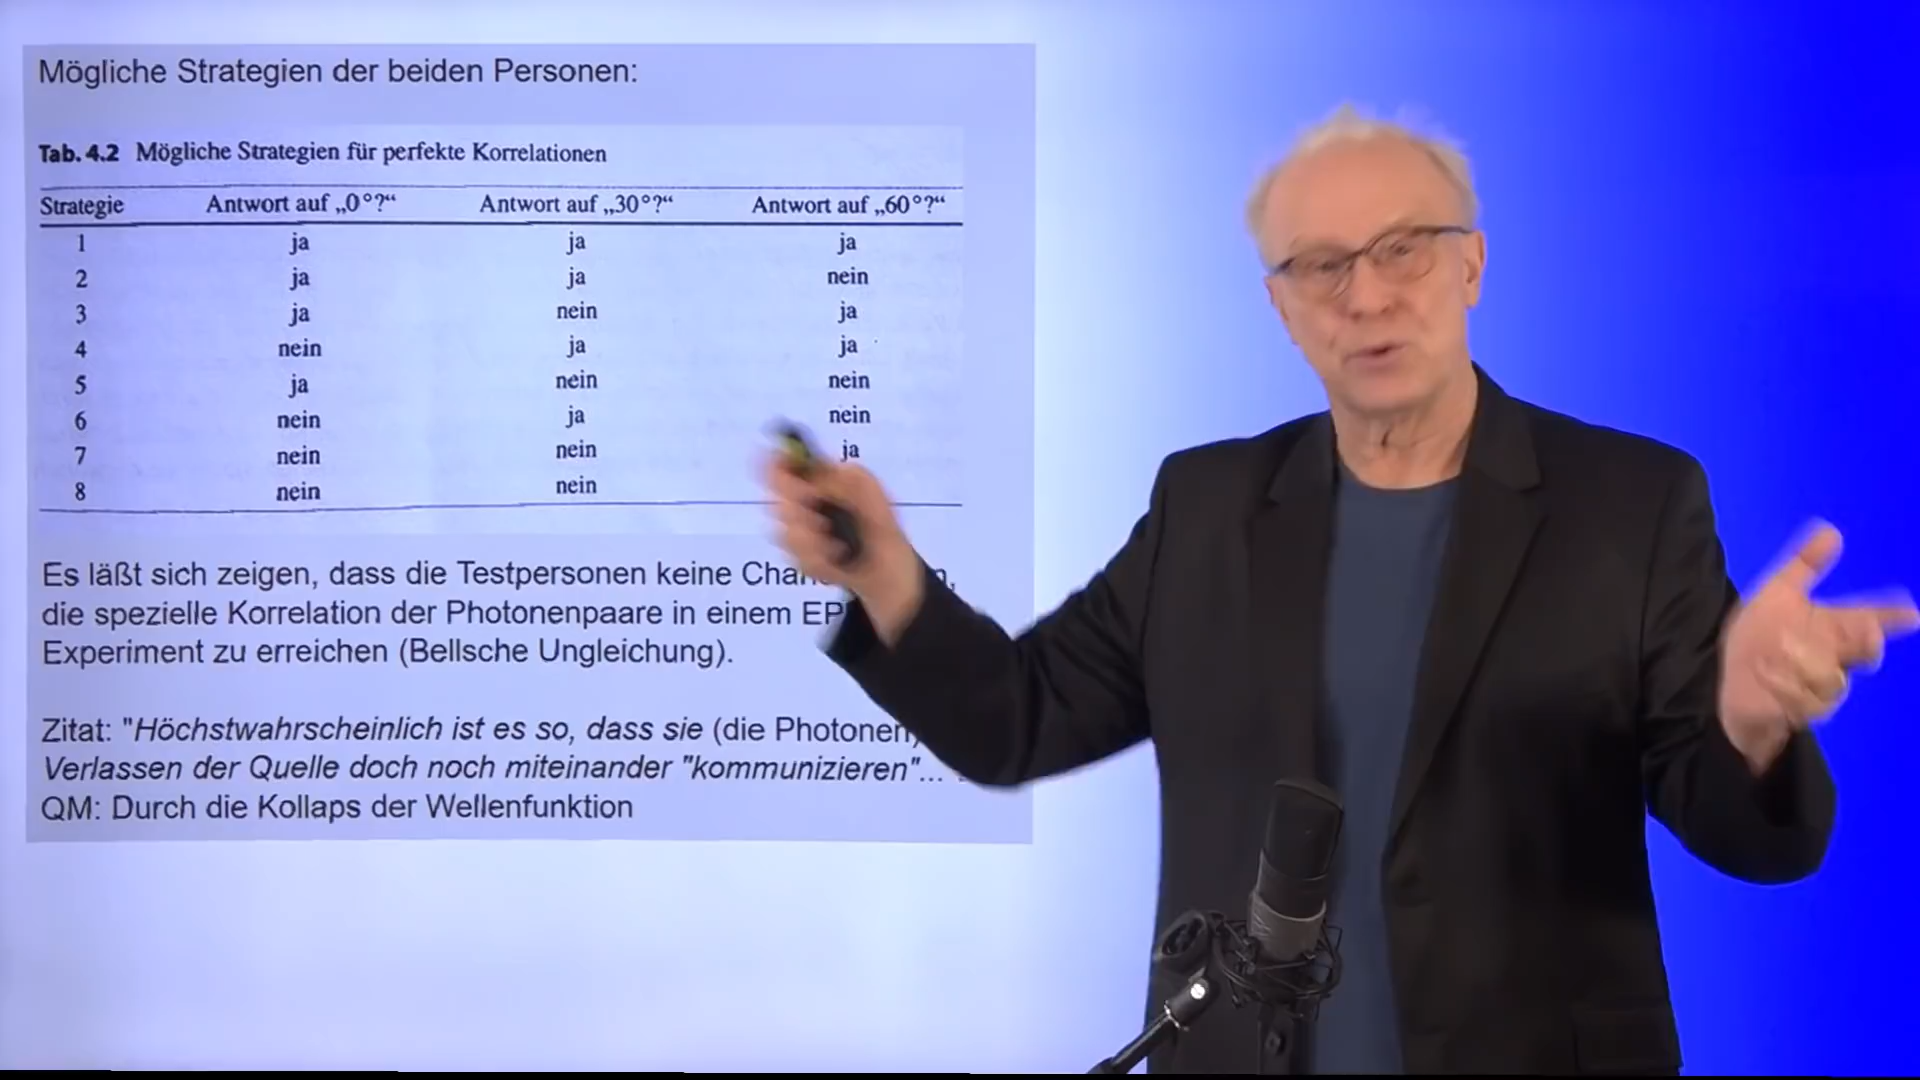 Mögliche Strategien der beiden Personen:
Tab. 4.2 Mögliche Strategien für perfekte Korrelationen
Strategie Antwort auf „0°?“ Antwort auf „30°?“ Antwort auf „60°?“
1 ja ja ja
2 ja ja nein
3 ja nein ja
4 nein ja ja
5 ja nein nein
6 nein ja nein
7 nein nein ja
8 nein nein
Es läßt sich zeigen, dass die Testpersonen keine
die spezielle Korrelation der Photonenpaare in einem
Experiment zu erreichen (Bellsche Ungleichung).
Zitat: "Höchstwahrscheinlich ist es so, dass sie (die Photonen)
Verlassen der Quelle doch noch miteinander "kommunizieren"...
QM: Durch die Kollaps der Wellenfunktion